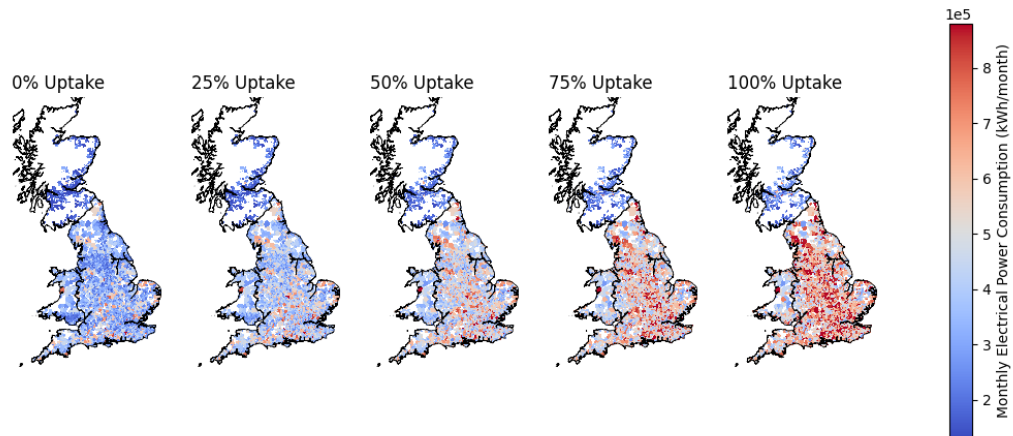 1e5
0% Uptake 25% Uptake 50% Uptake 75% Uptake 100% Uptake
8
7
6
5
4
3
2
Monthly Electrical Power Consumption (kWh/month)